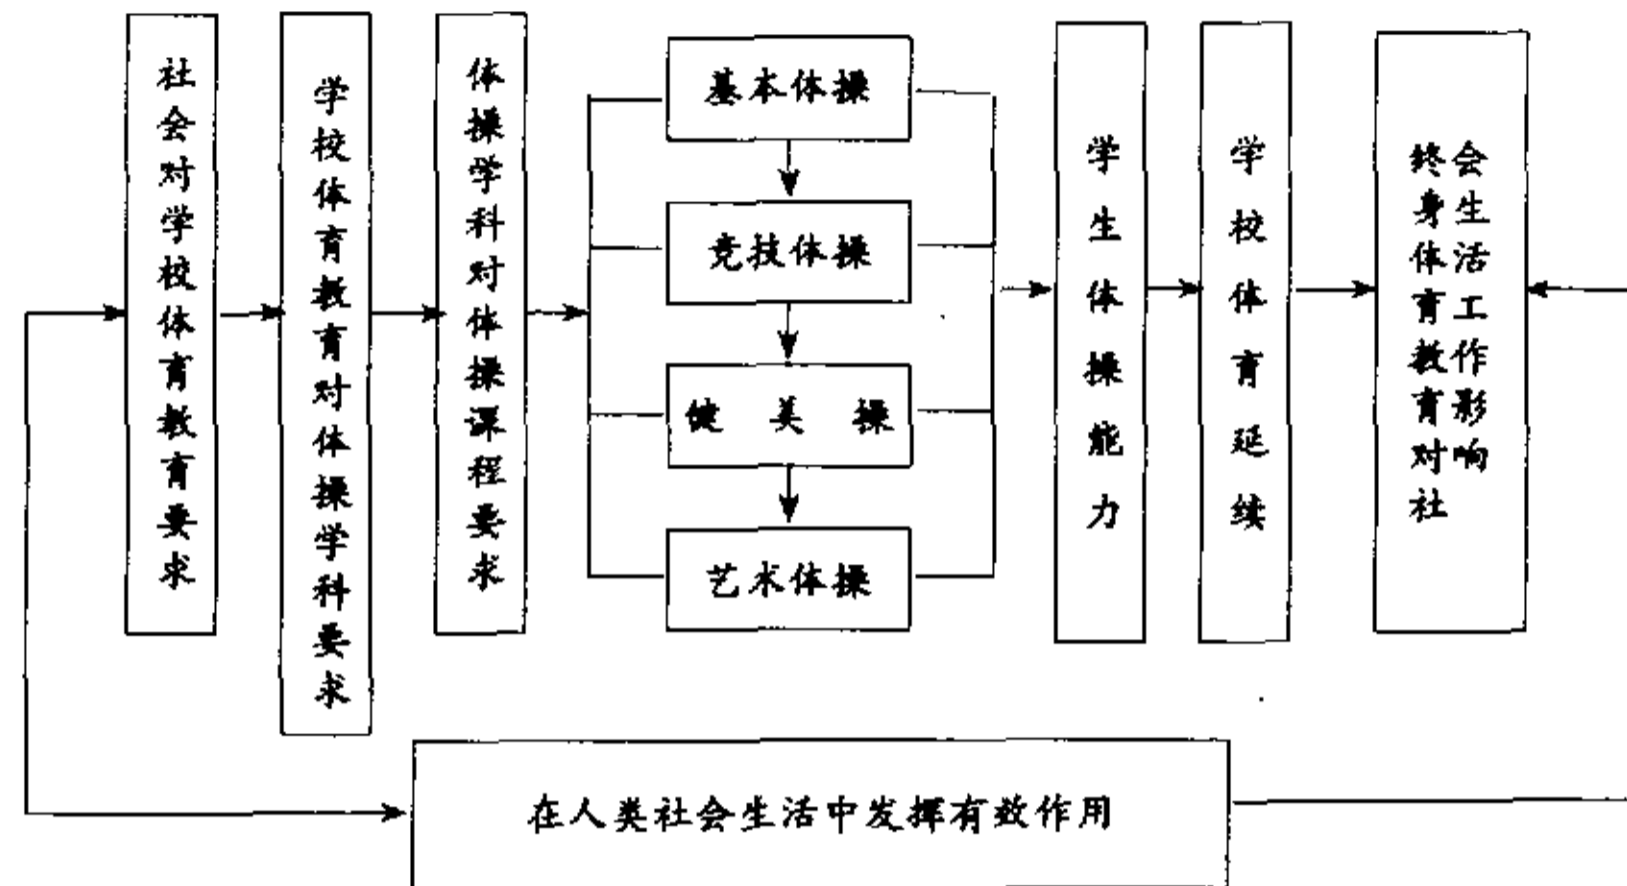 社会对学校体育教育要求
学校体育教育对体操学科要求
体操学科对体操课程要求
基本体操
竞技体操
健美操
艺术体操
学生体操能力
学校体育延续
终身体育教育对社
会生活工作影响
在人类社会生活中发挥有效作用